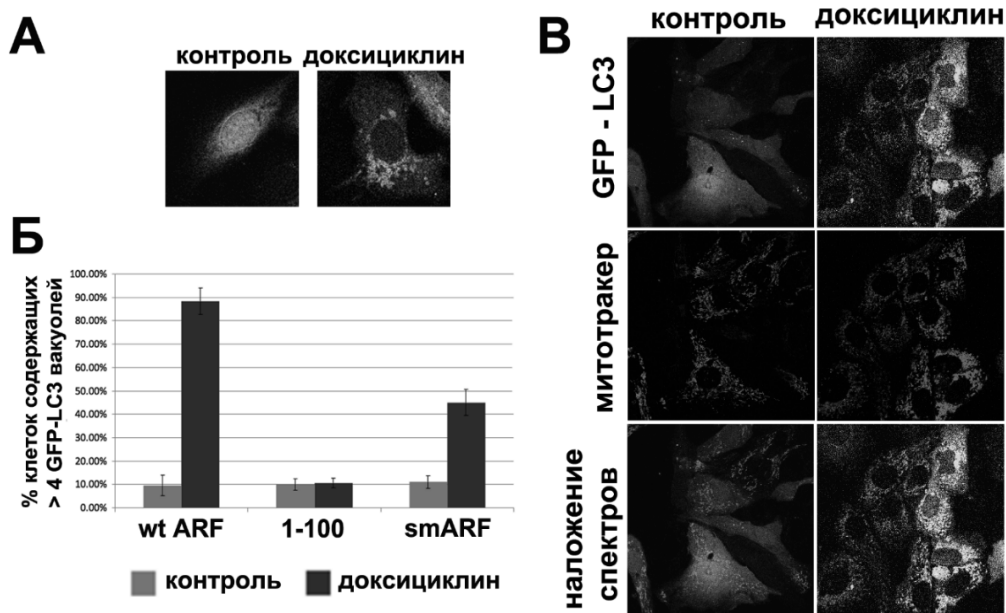 А
контроль доксициклин
Б
% клеток содержащих
> 4 GFP-LC3 вакуолей
100.00%
90.00%
80.00%
70.00%
60.00%
50.00%
40.00%
30.00%
20.00%
10.00%
0.00%
wt ARF 1-100 smARF
контроль доксициклин
В
контроль доксициклин
GFP - LC3
митотракер
наложение
спектров